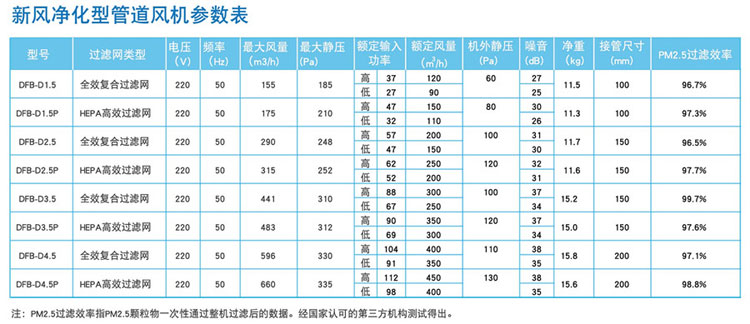 新风净化型管道风机参数表
型号 过滤网类型 电压(V) 频率(Hz) 最大风量(m3/h) 最大静压(Pa) 额定输入功率 额定风量(m³/h) 机外静压(Pa) 噪音(dB) 净重(kg) 接管尺寸(mm) PM2.5过滤效率
DFB-D1.5 全效复合过滤网 220 50 155 185 高 37 120 60 27 11.5 100 96.7%
低 27 90 25
DFB-D1.5P HEPA高效过滤网 220 50 175 210 高 47 150 80 30 11.3 100 97.3%
低 32 110 26
DFB-D2.5 全效复合过滤网 220 50 290 248 高 57 200 100 31 11.7 150 96.5%
低 47 150 30
DFB-D2.5P HEPA高效过滤网 220 50 315 252 高 62 250 120 32 11.6 150 97.7%
低 52 200 31
DFB-D3.5 全效复合过滤网 220 50 441 310 高 88 300 100 37 15.2 150 99.7%
低 67 250 34
DFB-D3.5P HEPA高效过滤网 220 50 483 312 高 90 350 120 37 15.0 150 97.6%
低 69 300 34
DFB-D4.5 全效复合过滤网 220 50 596 330 高 104 400 110 38 15.8 200 97.1%
低 91 350 35
DFB-D4.5P HEPA高效过滤网 220 50 660 335 高 112 450 130 38 15.6 200 98.8%
低 98 400 35
注：PM2.5过滤效率指PM2.5颗粒物一次性通过整机过滤后的数据。经国家认可的第三方机构测试得出。